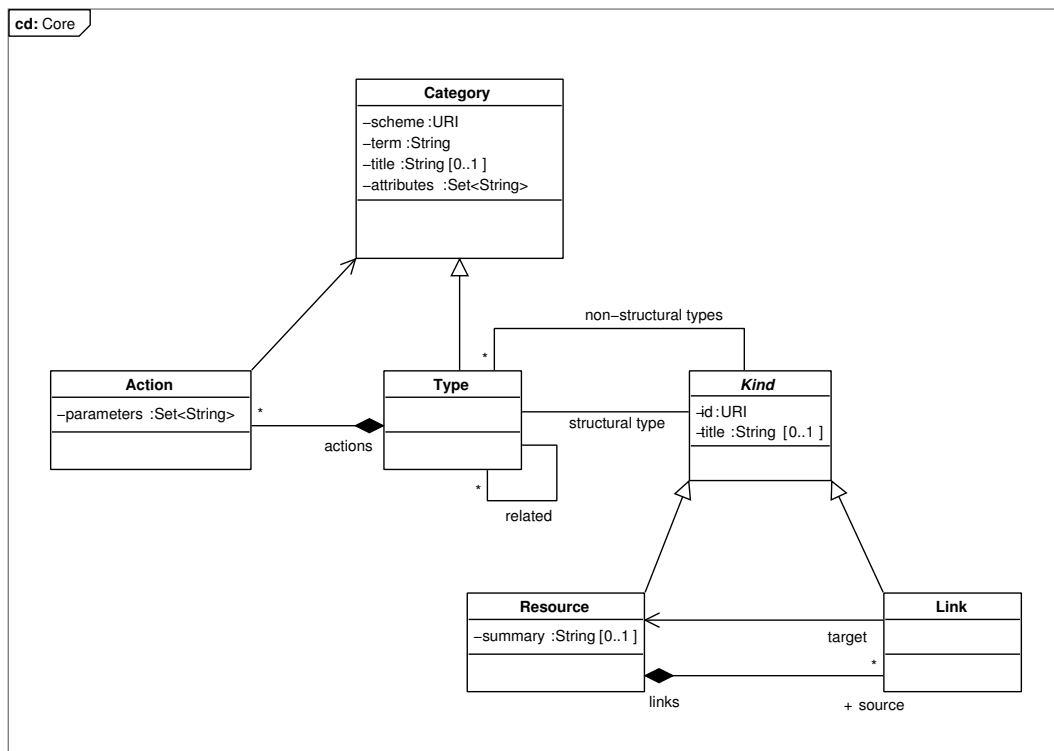 cd: Core
Category
–scheme :URI
–term :String
–title :String [0..1 ]
–attributes :Set<String>
non–structural types
*
Action
–parameters :Set<String>
*
actions
Type
structural type
*
related
Kind
–id :URI
–title :String [0..1 ]
Resource
–summary :String [0..1 ]
Link
target
*
links
+ source